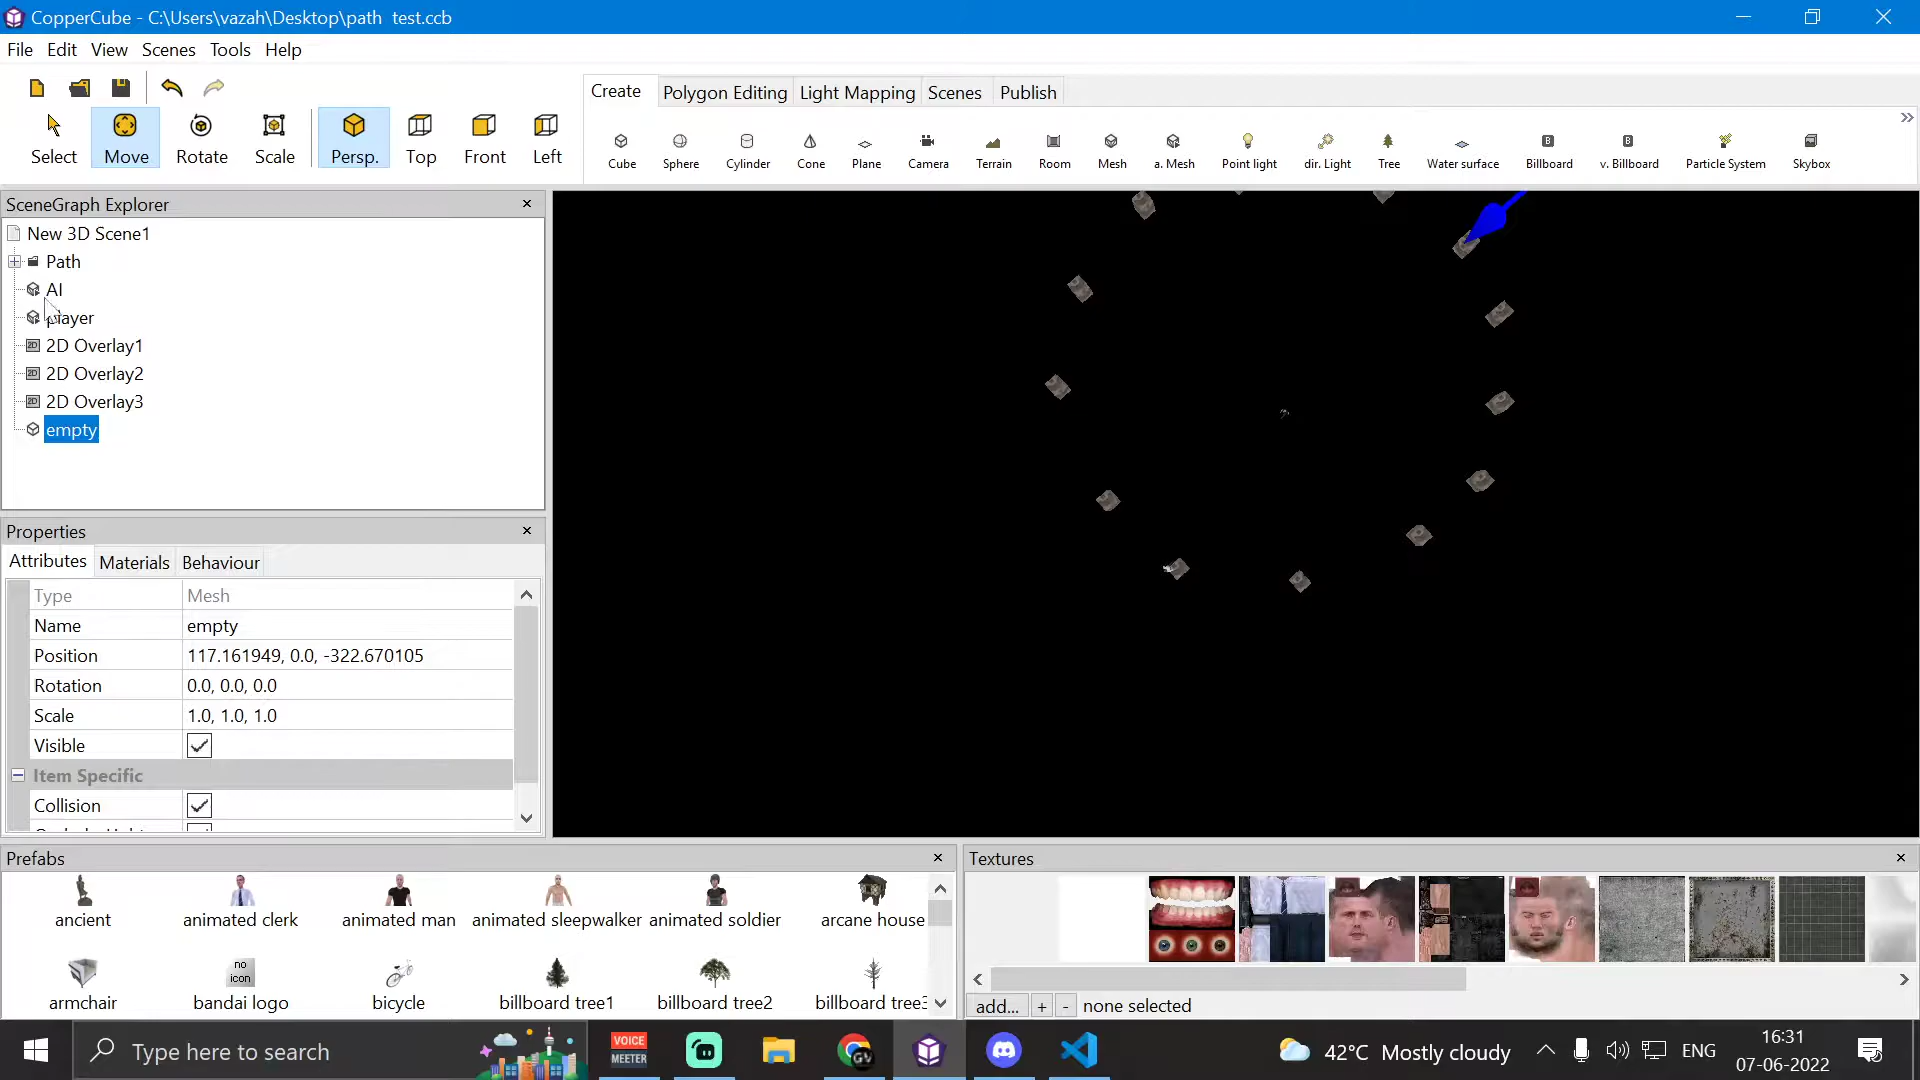 CopperCube - C:\Users\vazah\Desktop\path  test.ccb
File Edit View Scenes Tools Help
Select Move Rotate Scale Persp. Top Front Left
Create Polygon Editing Light Mapping Scenes Publish
Cube Sphere Cylinder Cone Plane Camera Terrain Room Mesh a. Mesh Point light dir. Light Tree Water surface Billboard v. Billboard Particle System Skybox
SceneGraph Explorer
New 3D Scene1
Path
AI
player
2D Overlay1
2D Overlay2
2D Overlay3
empty
Properties
Attributes Materials Behaviour
Type Mesh
Name empty
Position 117.161949, 0.0, -322.670105
Rotation 0.0, 0.0, 0.0
Scale 1.0, 1.0, 1.0
Visible
Item Specific
Collision
Prefabs
ancient animated clerk animated man animated sleepwalker animated soldier arcane house
no
icon
armchair bandai logo bicycle billboard tree1 billboard tree2 billboard tree3
Textures
add... + - none selected
Type here to search
VOICE
MEETER
GV
42°C Mostly cloudy
ENG
16:31
07-06-2022